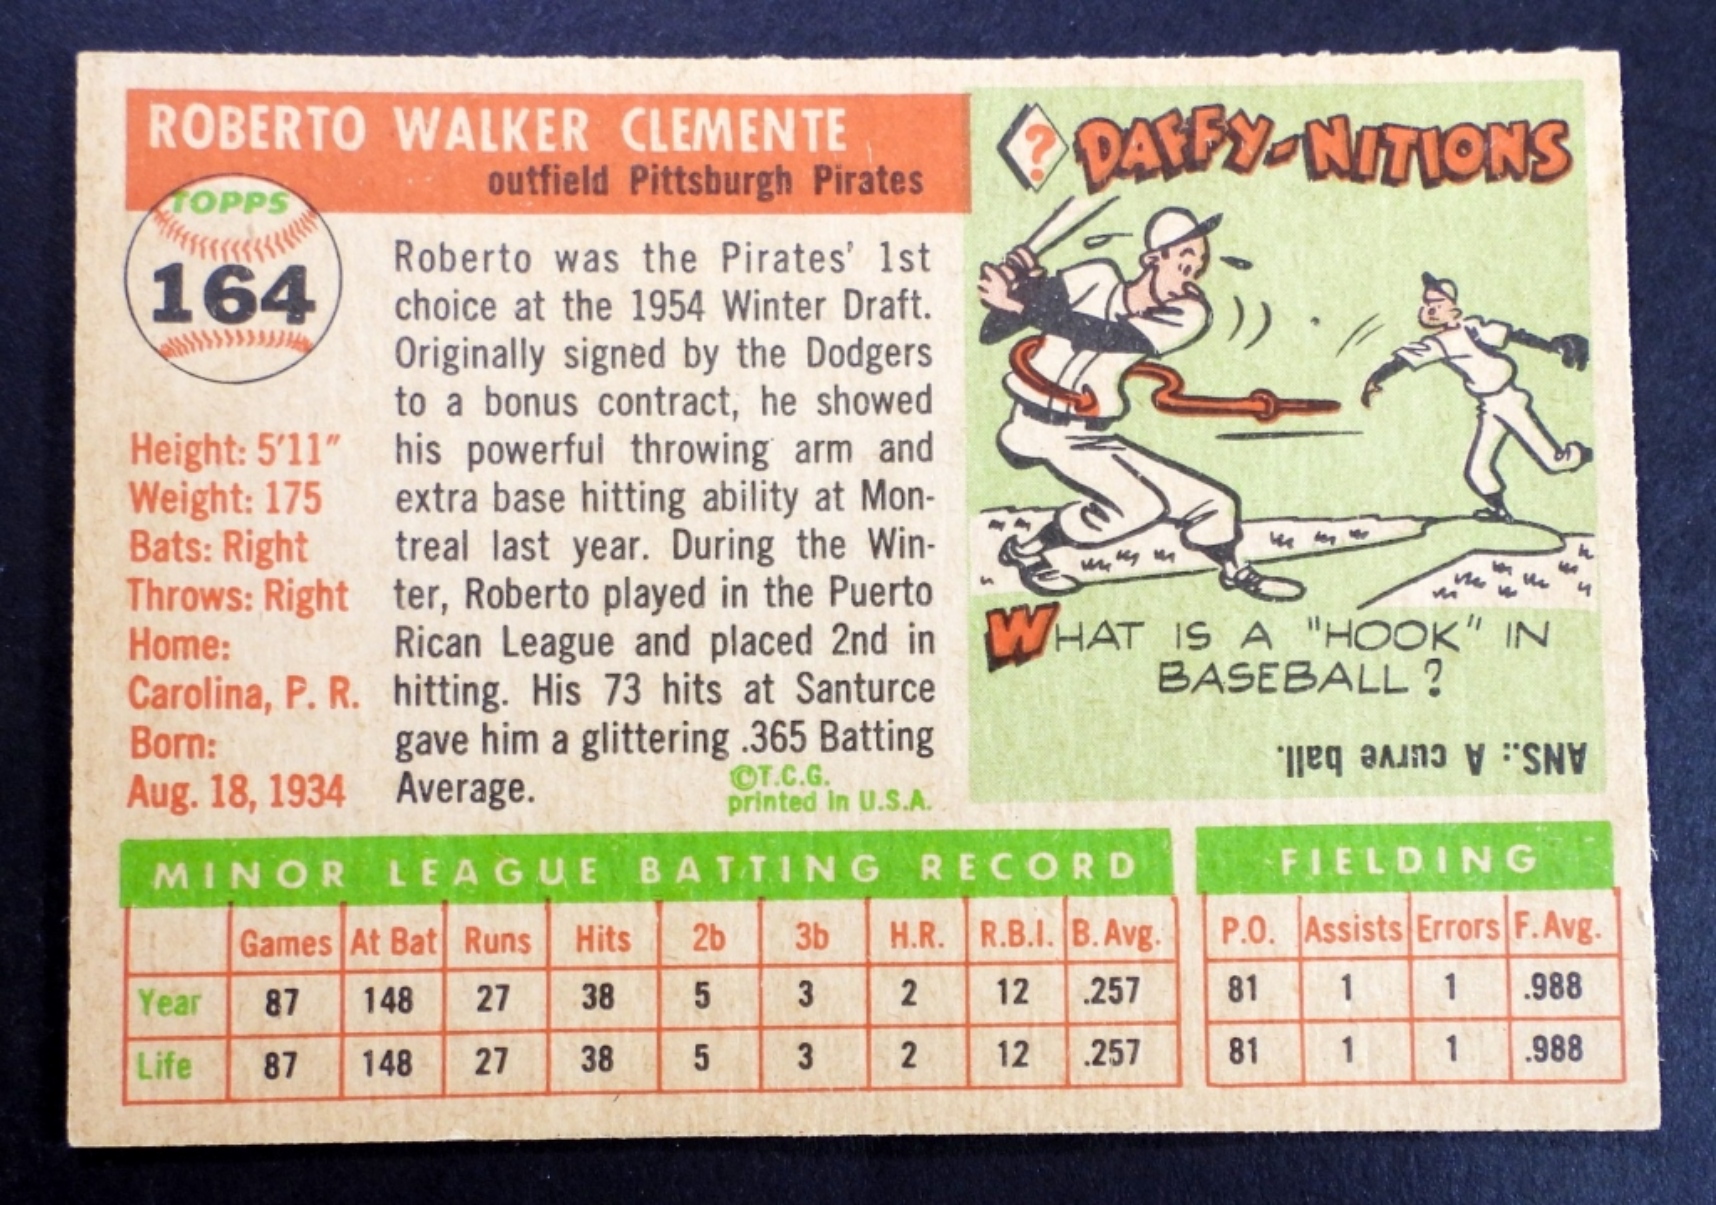 ROBERTO WALKER CLEMENTE
outfield Pittsburgh Pirates
TOPPS
164
Height: 5'11"
Weight: 175
Bats: Right
Throws: Right
Home:
Carolina, P. R.
Born:
Aug. 18, 1934
Roberto was the Pirates' 1st
choice at the 1954 Winter Draft.
Originally signed by the Dodgers
to a bonus contract, he showed
his powerful throwing arm and
extra base hitting ability at Mon-
treal last year. During the Win-
ter, Roberto played in the Puerto
Rican League and placed 2nd in
hitting. His 73 hits at Santurce
gave him a glittering .365 Batting
Average.
©T.C.G.
printed in U.S.A.
? DAFFY-NITIONS
WHAT IS A "HOOK" IN
BASEBALL?
ANS.: A curve ball.
MINOR LEAGUE BATTING RECORD
Games At Bat Runs Hits 2b 3b H.R. R.B.I. B. Avg.
Year 87 148 27 38 5 3 2 12 .257
Life 87 148 27 38 5 3 2 12 .257
FIELDING
P.O. Assists Errors F. Avg.
81 1 1 .988
81 1 1 .988